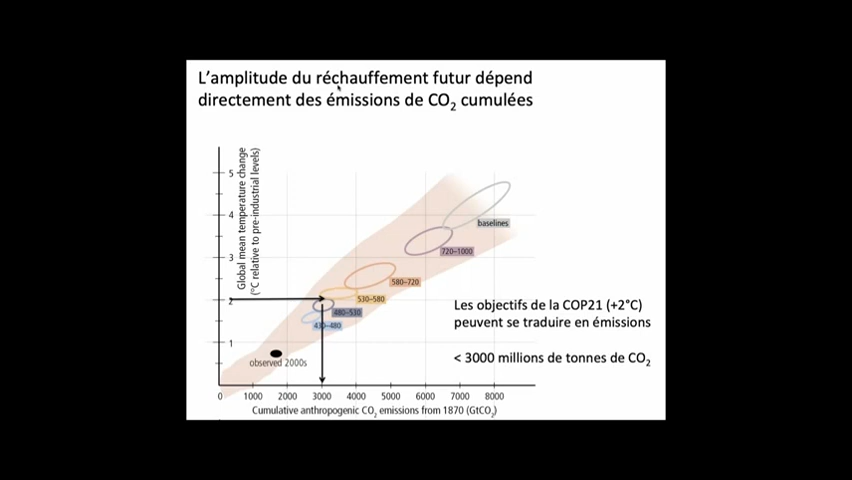 L'amplitude du réchauffement futur dépend
directement des émissions de CO₂ cumulées
Global mean temperature change
(°C relative to pre-industrial levels)
5
4
3
2
1
baselines
720–1000
580–720
530–580
480–530
430–480
observed 2000s
0 1000 2000 3000 4000 5000 6000 7000 8000
Cumulative anthropogenic CO₂ emissions from 1870 (GtCO₂)
Les objectifs de la COP21 (+2°C)
peuvent se traduire en émissions
< 3000 millions de tonnes de CO₂